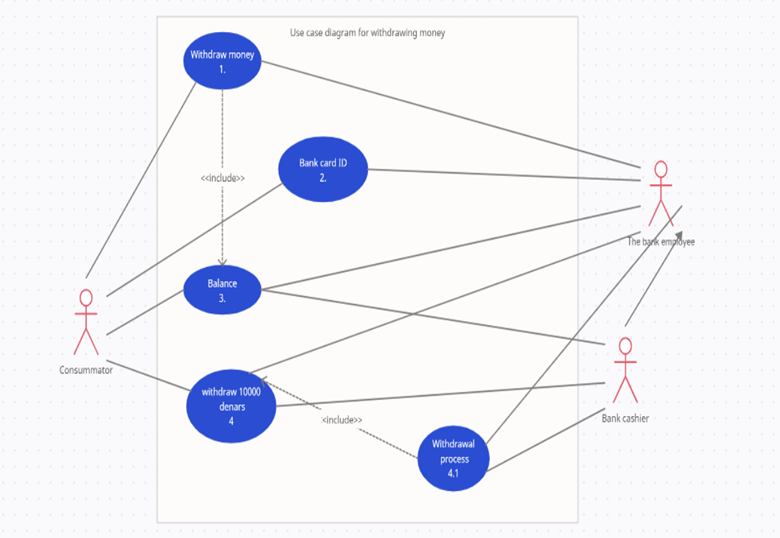 Use case diagram for withdrawing money
Withdraw money
1.
Bank card ID
2.
<<include>>
The bank employee
Balance
3.
Consummator
withdraw 10000
denars
4
<include>>
Bank cashier
Withdrawal
process
4.1